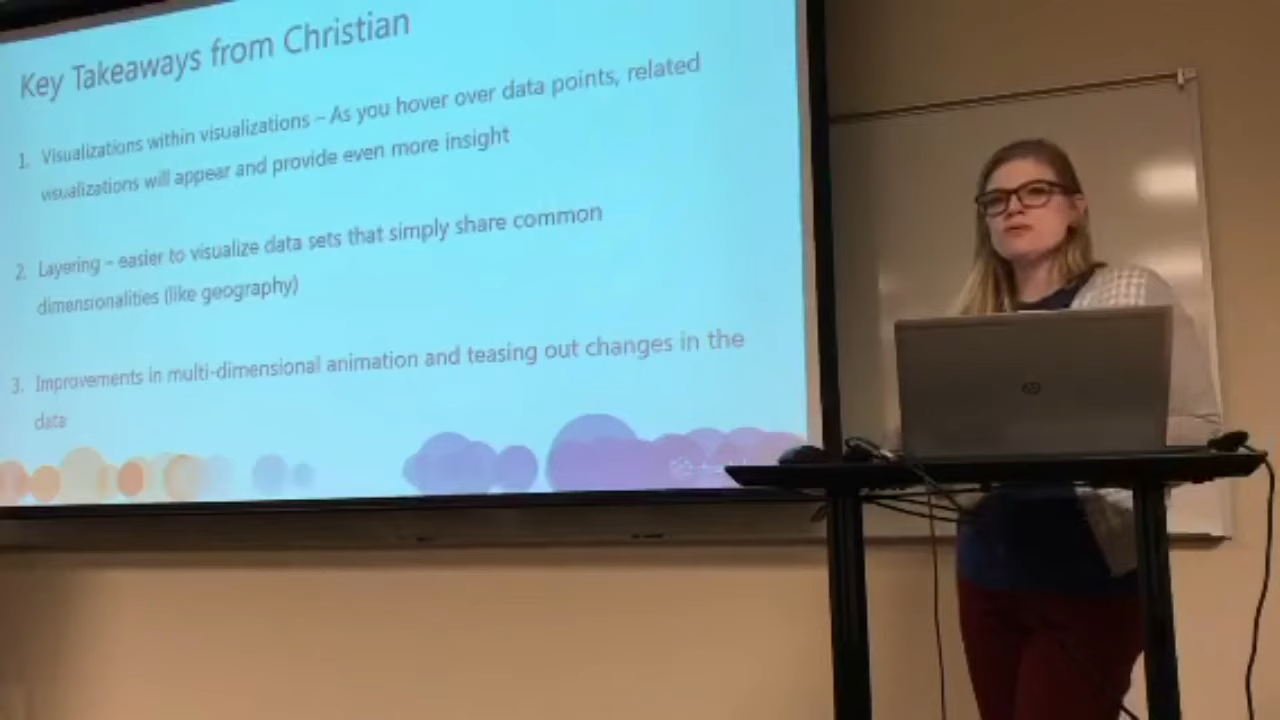 Key Takeaways from Christian
1. Visualizations within visualizations – As you hover over data points, related
visualizations will appear and provide even more insight
2. Layering – easier to visualize data sets that simply share common
dimensionalities (like geography)
3. Improvements in multi-dimensional animation and teasing out changes in the
data
hp